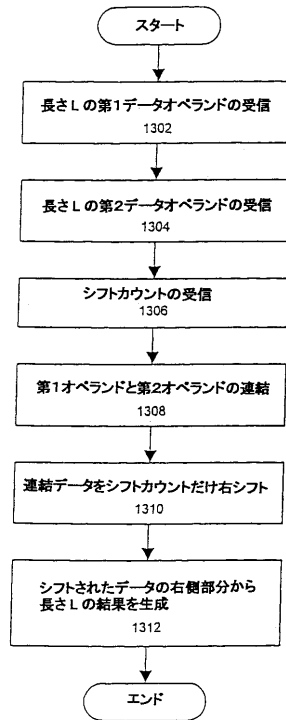 スタート
長さLの第1データオペランドの受信
1302
長さLの第2データオペランドの受信
1304
シフトカウントの受信
1306
第1オペランドと第2オペランドの連結
1308
連結データをシフトカウントだけ右シフト
1310
シフトされたデータの右側部分から
長さLの結果を生成
1312
エンド